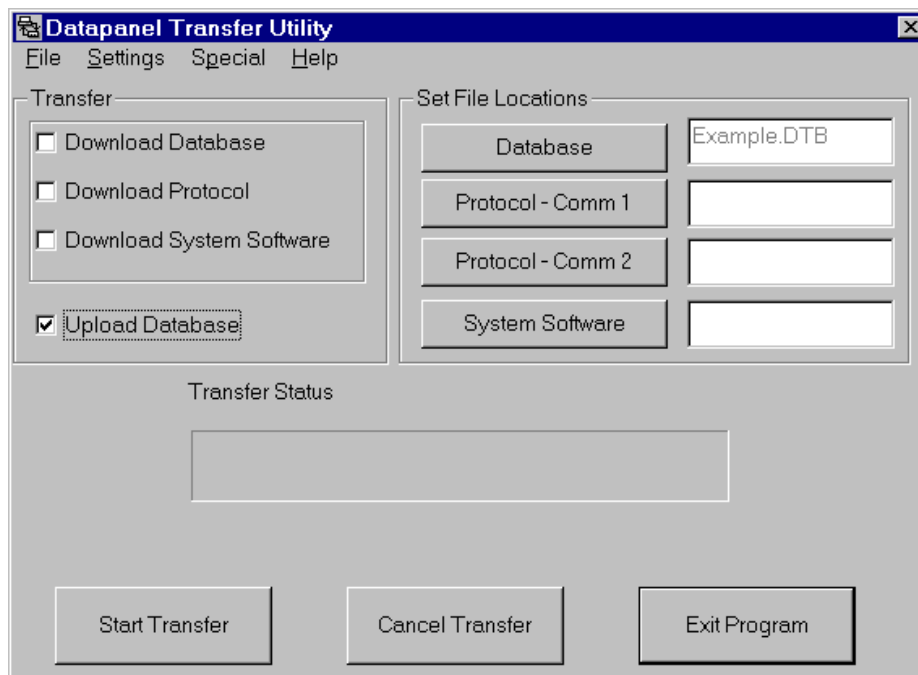 Datapanel Transfer Utility
File Settings Special Help
Transfer
Download Database
Download Protocol
Download System Software
Upload Database
Set File Locations
Database
Example.DTB
Protocol - Comm 1
Protocol - Comm 2
System Software
Transfer Status
Start Transfer
Cancel Transfer
Exit Program